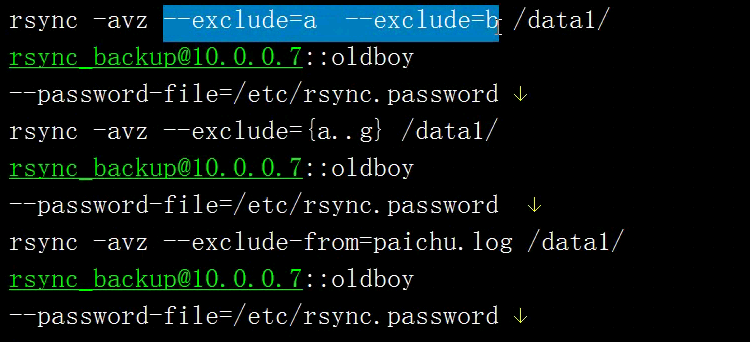 rsync -avz --exclude=a  --exclude=b /data1/
rsync_backup@10.0.0.7::oldboy
--password-file=/etc/rsync.password ↓
rsync -avz --exclude={a..g} /data1/
rsync_backup@10.0.0.7::oldboy
--password-file=/etc/rsync.password  ↓
rsync -avz --exclude-from=paichu.log /data1/
rsync_backup@10.0.0.7::oldboy
--password-file=/etc/rsync.password ↓